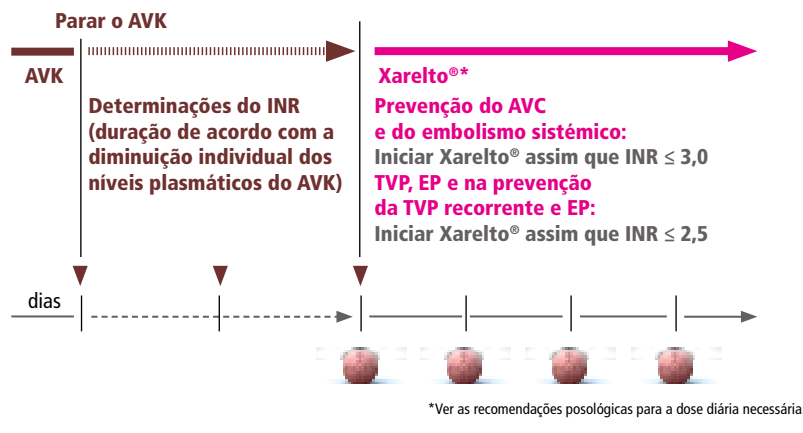 Parar o AVK
AVK
Xarelto®*
Determinações do INR
(duração de acordo com a
diminuição individual dos
níveis plasmáticos do AVK)
Prevenção do AVC
e do embolismo sistémico:
Iniciar Xarelto® assim que INR ≤ 3,0
TVP, EP e na prevenção
da TVP recorrente e EP:
Iniciar Xarelto® assim que INR ≤ 2,5
dias
*Ver as recomendações posológicas para a dose diária necessária